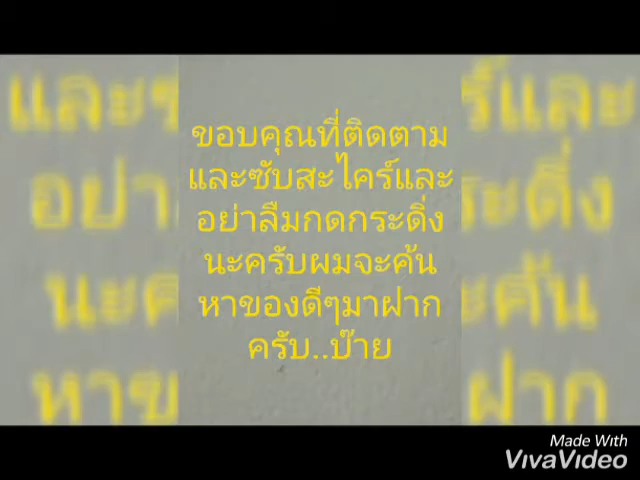 ขอบคุณที่ติดตาม
และซับสะไคร์และ
อย่าลืมกดกระดิ่ง
นะครับผมจะค้น
หาของดีๆมาฝาก
ครับ..บ๊าย
Made With
VivaVideo